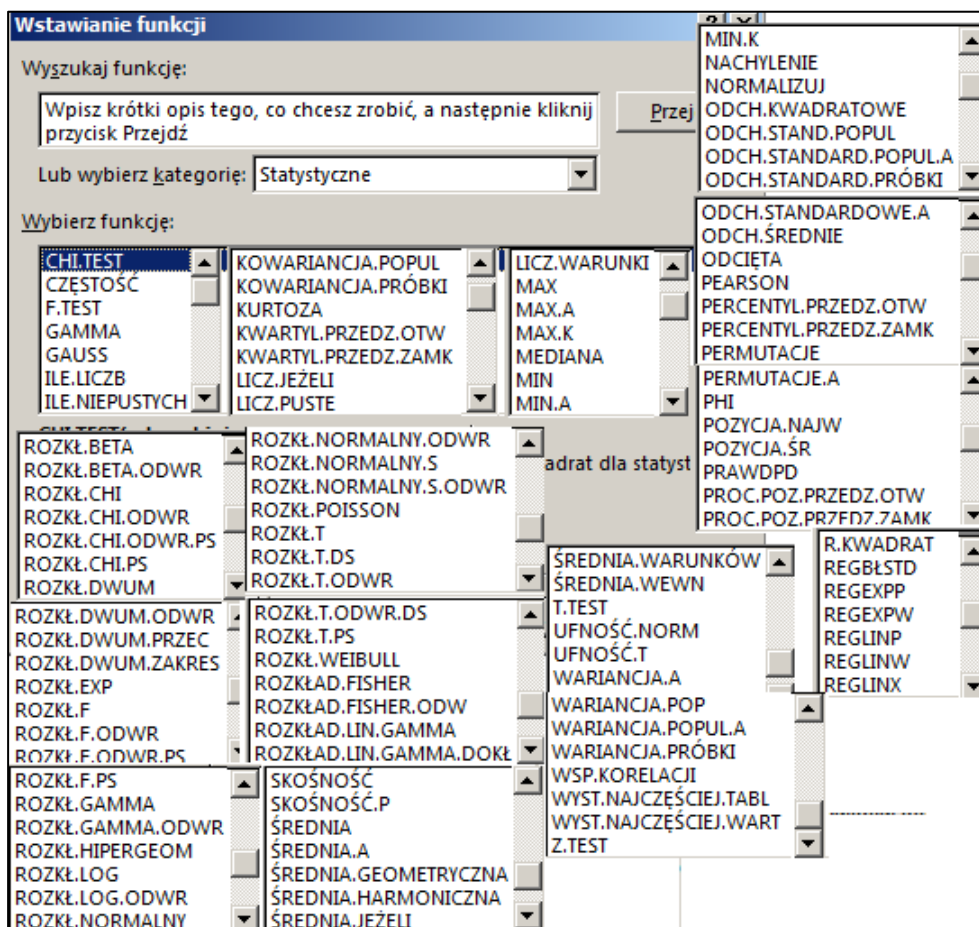 Wstawianie funkcji
Wyszukaj funkcję:
Wpisz krótki opis tego, co chcesz zrobić, a następnie kliknij
przycisk Przejdź
Przej
Lub wybierz kategorię: Statystyczne
Wybierz funkcję:
CHI.TEST
CZĘSTOŚĆ
F.TEST
GAMMA
GAUSS
ILE.LICZB
ILE.NIEPUSTYCH
KOWARIANCJA.POPUL
KOWARIANCJA.PRÓBKI
KURTOZA
KWARTYL.PRZEDZ.OTW
KWARTYL.PRZEDZ.ZAMK
LICZ.JEŻELI
LICZ.PUSTE
LICZ.WARUNKI
MAX
MAX.A
MAX.K
MEDIANA
MIN
MIN.A
MIN.K
NACHYLENIE
NORMALIZUJ
ODCH.KWADRATOWE
ODCH.STAND.POPUL
ODCH.STANDARD.POPUL.A
ODCH.STANDARD.PRÓBKI
ODCH.STANDARDOWE.A
ODCH.ŚREDNIE
ODCIĘTA
PEARSON
PERCENTYL.PRZEDZ.OTW
PERCENTYL.PRZEDZ.ZAMK
PERMUTACJE
PERMUTACJE.A
PHI
POZYCJA.NAJW
POZYCJA.ŚR
PRAWDPD
PROC.POZ.PRZEDZ.OTW
PROC.POZ.PRZEDZ.ZAMK
R.KWADRAT
REGBŁSTD
REGEXPP
REGEXPW
REGLINP
REGLINW
REGLINX
adrat dla statyst
ROZKŁ.BETA
ROZKŁ.BETA.ODWR
ROZKŁ.CHI
ROZKŁ.CHI.ODWR
ROZKŁ.CHI.ODWR.PS
ROZKŁ.CHI.PS
ROZKŁ.DWUM
ROZKŁ.DWUM.ODWR
ROZKŁ.DWUM.PRZEC
ROZKŁ.DWUM.ZAKRES
ROZKŁ.EXP
ROZKŁ.F
ROZKŁ.F.ODWR
ROZKŁ.F.ODWR.PS
ROZKŁ.F.PS
ROZKŁ.GAMMA
ROZKŁ.GAMMA.ODWR
ROZKŁ.HIPERGEOM
ROZKŁ.LOG
ROZKŁ.LOG.ODWR
ROZKŁ.NORMALNY
ROZKŁ.NORMALNY.ODWR
ROZKŁ.NORMALNY.S
ROZKŁ.NORMALNY.S.ODWR
ROZKŁ.POISSON
ROZKŁ.T
ROZKŁ.T.DS
ROZKŁ.T.ODWR
ROZKŁ.T.ODWR.DS
ROZKŁ.T.PS
ROZKŁ.WEIBULL
ROZKŁAD.FISHER
ROZKŁAD.FISHER.ODW
ROZKŁAD.LIN.GAMMA
ROZKŁAD.LIN.GAMMA.DOKŁ
SKOŚNOŚĆ
SKOŚNOŚĆ.P
ŚREDNIA
ŚREDNIA.A
ŚREDNIA.GEOMETRYCZNA
ŚREDNIA.HARMONICZNA
ŚREDNIA.JEŻELI
ŚREDNIA.WARUNKÓW
ŚREDNIA.WEWN
T.TEST
UFNOŚĆ.NORM
UFNOŚĆ.T
WARIANCJA.A
WARIANCJA.POP
WARIANCJA.POPUL.A
WARIANCJA.PRÓBKI
WSP.KORELACJI
WYST.NAJCZĘŚCIEJ.TABL
WYST.NAJCZĘŚCIEJ.WART
Z.TEST